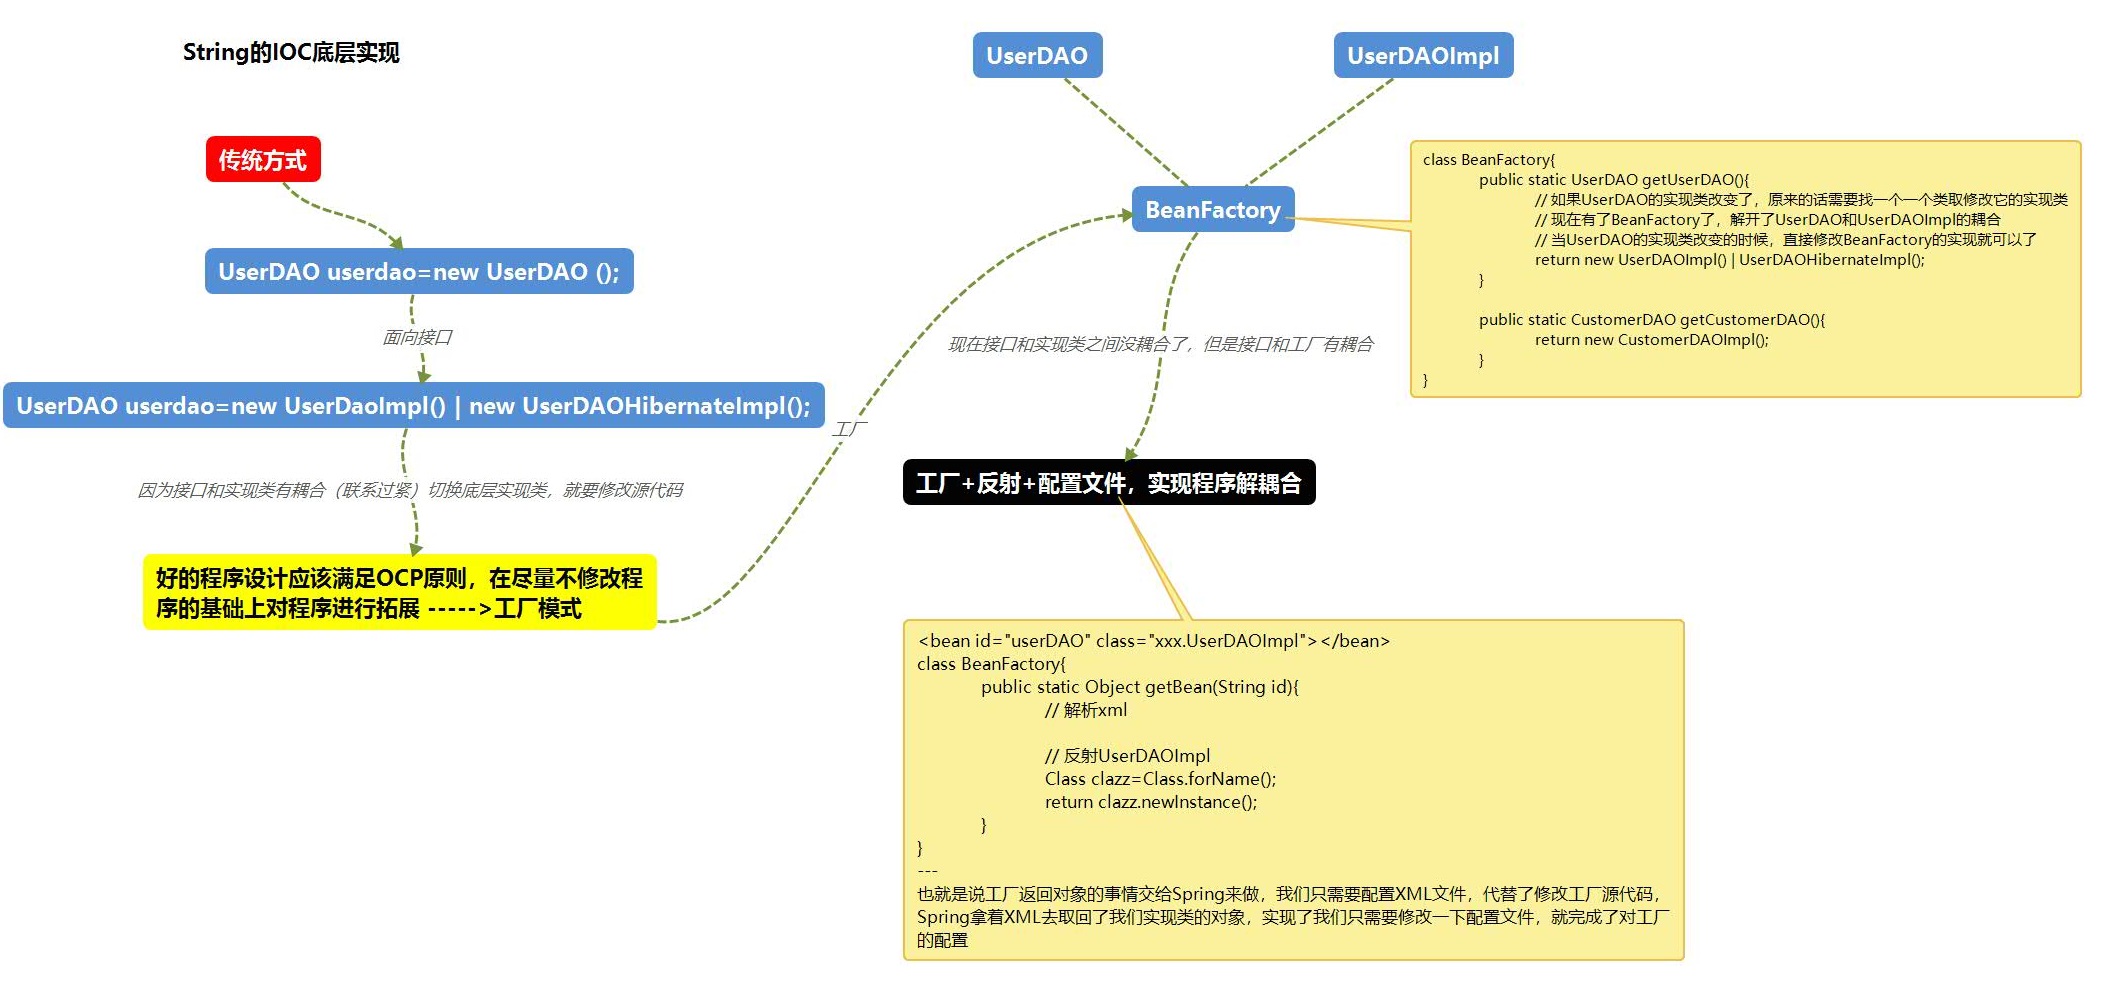 String的IOC底层实现
传统方式
UserDAO userdao=new UserDAO ();
面向接口
UserDAO userdao=new UserDaoImpl() | new UserDAOHibernateImpl();
因为接口和实现类有耦合（联系过紧）切换底层实现类，就要修改源代码
好的程序设计应该满足OCP原则，在尽量不修改程
序的基础上对程序进行拓展 ----->工厂模式
工厂
UserDAO
UserDAOImpl
BeanFactory
class BeanFactory{
public static UserDAO getUserDAO(){
// 如果UserDAO的实现类改变了，原来的话需要找一个一个类取修改它的实现类
// 现在有了BeanFactory了，解开了UserDAO和UserDAOImpl的耦合
// 当UserDAO的实现类改变的时候，直接修改BeanFactory的实现就可以了
return new UserDAOImpl() | UserDAOHibernateImpl();
}
public static CustomerDAO getCustomerDAO(){
return new CustomerDAOImpl();
}
}
现在接口和实现类之间没耦合了，但是接口和工厂有耦合
工厂+反射+配置文件，实现程序解耦合
<bean id="userDAO" class="xxx.UserDAOImpl"></bean>
class BeanFactory{
public static Object getBean(String id){
// 解析xml
// 反射UserDAOImpl
Class clazz=Class.forName();
return clazz.newInstance();
}
}
---
也就是说工厂返回对象的事情交给Spring来做，我们只需要配置XML文件，代替了修改工厂源代码，
Spring拿着XML去取回了我们实现类的对象，实现了我们只需要修改一下配置文件，就完成了对工厂
的配置